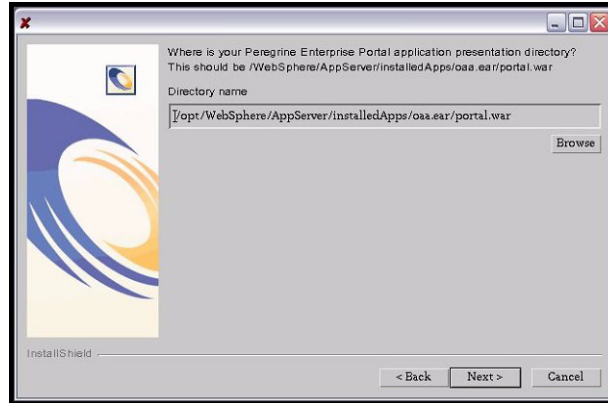 Where is your Peregrine Enterprise Portal application presentation directory?
This should be /WebSphere/AppServer/installedApps/oaa.ear/portal.war
Directory name
/opt/WebSphere/AppServer/installedApps/oaa.ear/portal.war
Browse
InstallShield
< Back
Next >
Cancel